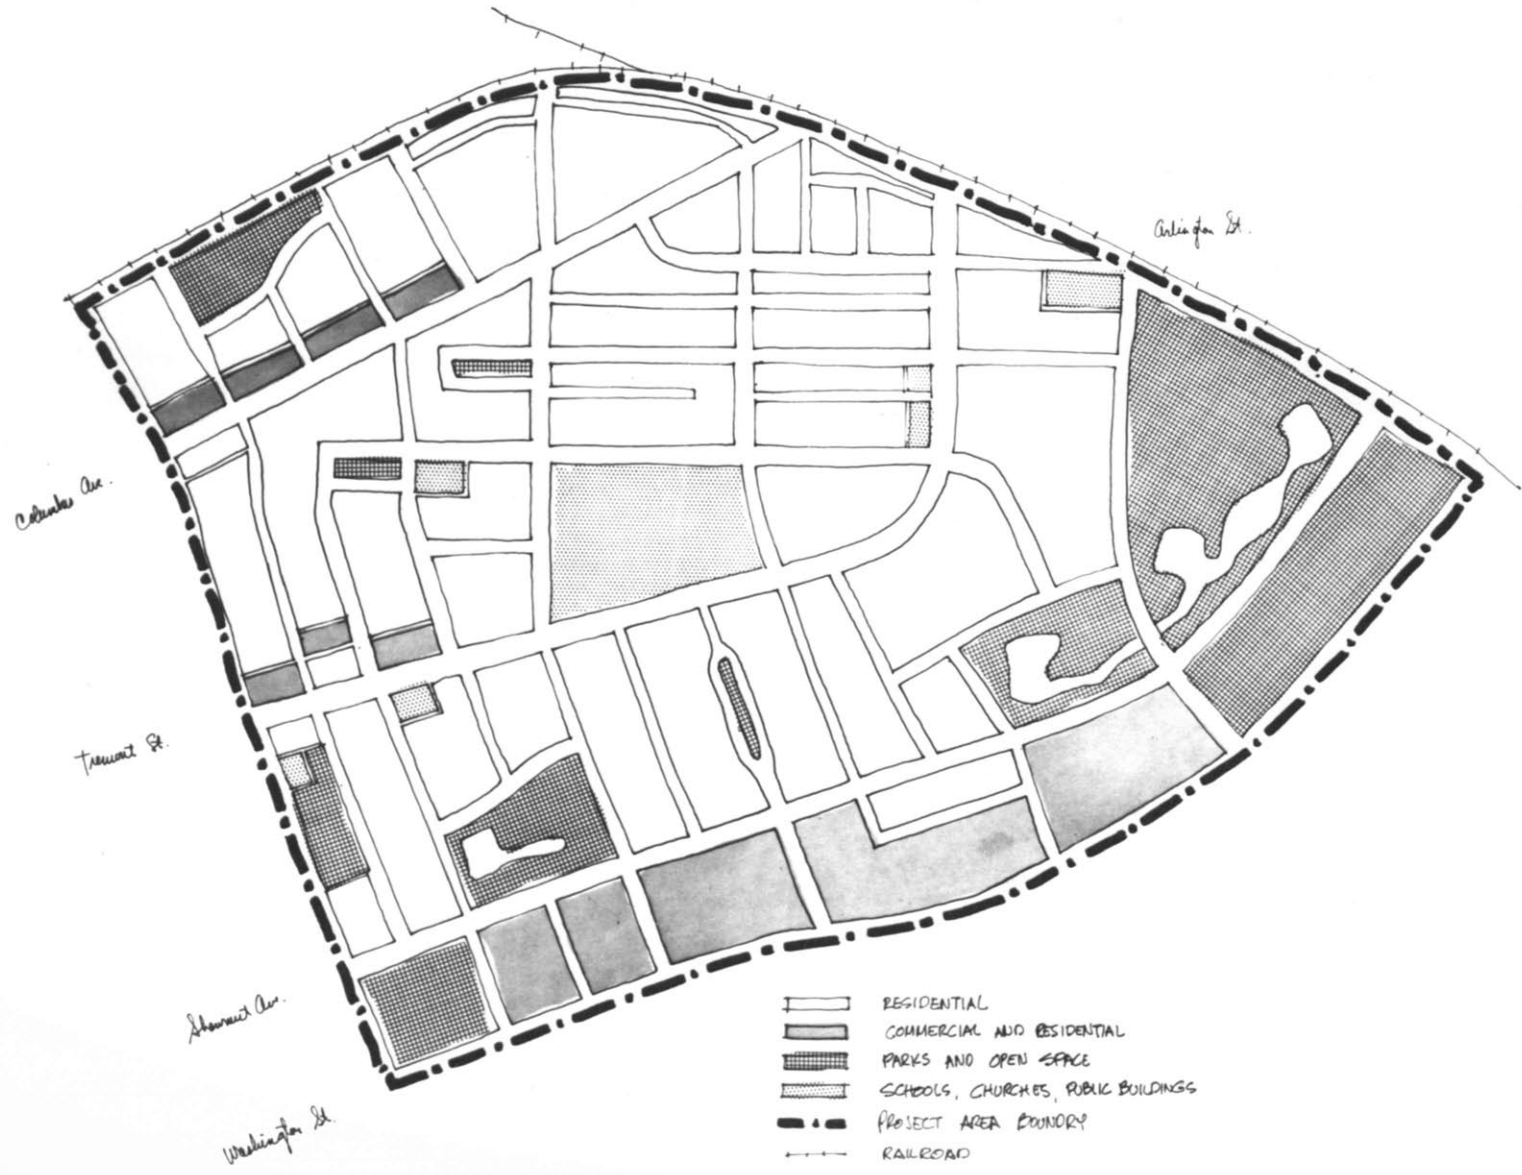 Arlington St.
Columbus Ave.
Tremont St.
Shawmut Ave.
Washington St.
RESIDENTIAL
COMMERCIAL AND RESIDENTIAL
PARKS AND OPEN SPACE
SCHOOLS, CHURCHES, PUBLIC BUILDINGS
PROJECT AREA BOUNDRY
RAILROAD